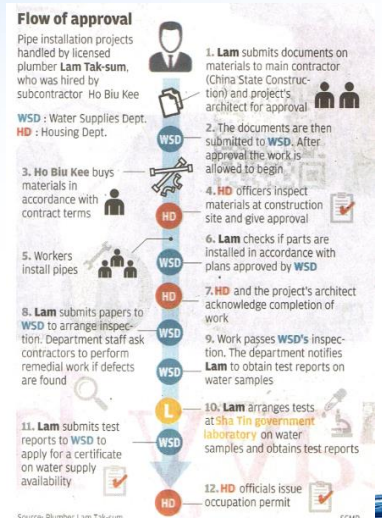 Flow of approval
Pipe installation projects
handled by licensed
plumber Lam Tak-sum,
who was hired by
subcontractor Ho Biu Kee
WSD : Water Supplies Dept.
HD : Housing Dept.
1. Lam submits documents on
materials to main contractor
(China State Construc-
tion) and project's
architect for approval
WSD
2. The documents are then
submitted to WSD. After
approval the work is
allowed to begin
3. Ho Biu Kee buys
materials in
accordance with
contract terms
HD
4. HD officers inspect
materials at construction
site and give approval
5. Workers
install pipes
WSD
6. Lam checks if parts are
installed in accordance with
plans approved by WSD
HD
7. HD and the project's architect
acknowledge completion of
work
8. Lam submits papers to
WSD to arrange inspec-
tion. Department staff ask
contractors to perform
remedial work if defects
are found
WSD
WSD
9. Work passes WSD's inspec-
tion. The department notifies
Lam to obtain test reports on
water samples
L
10. Lam arranges tests
at Sha Tin government
laboratory on water
samples and obtains test reports
11. Lam submits test
reports to WSD to
apply for a certificate
on water supply
availability
WSD
HD
12. HD officials issue
occupation permit
Source: Plumber Lam Tak-sum
SCMP